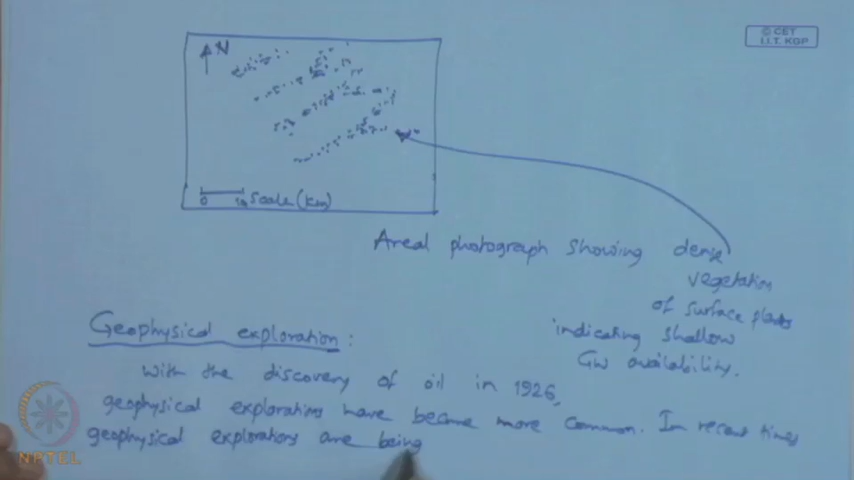 © CET
I.I.T. KGP
N
0 10 Scale (Km)
Areal photograph showing dense
vegetation
of surface plants
indicating shallow
GW availability.
Geophysical exploration:
With the discovery of oil in 1926,
geophysical explorations have become more common. In recent times
geophysical explorations are being
NPTEL